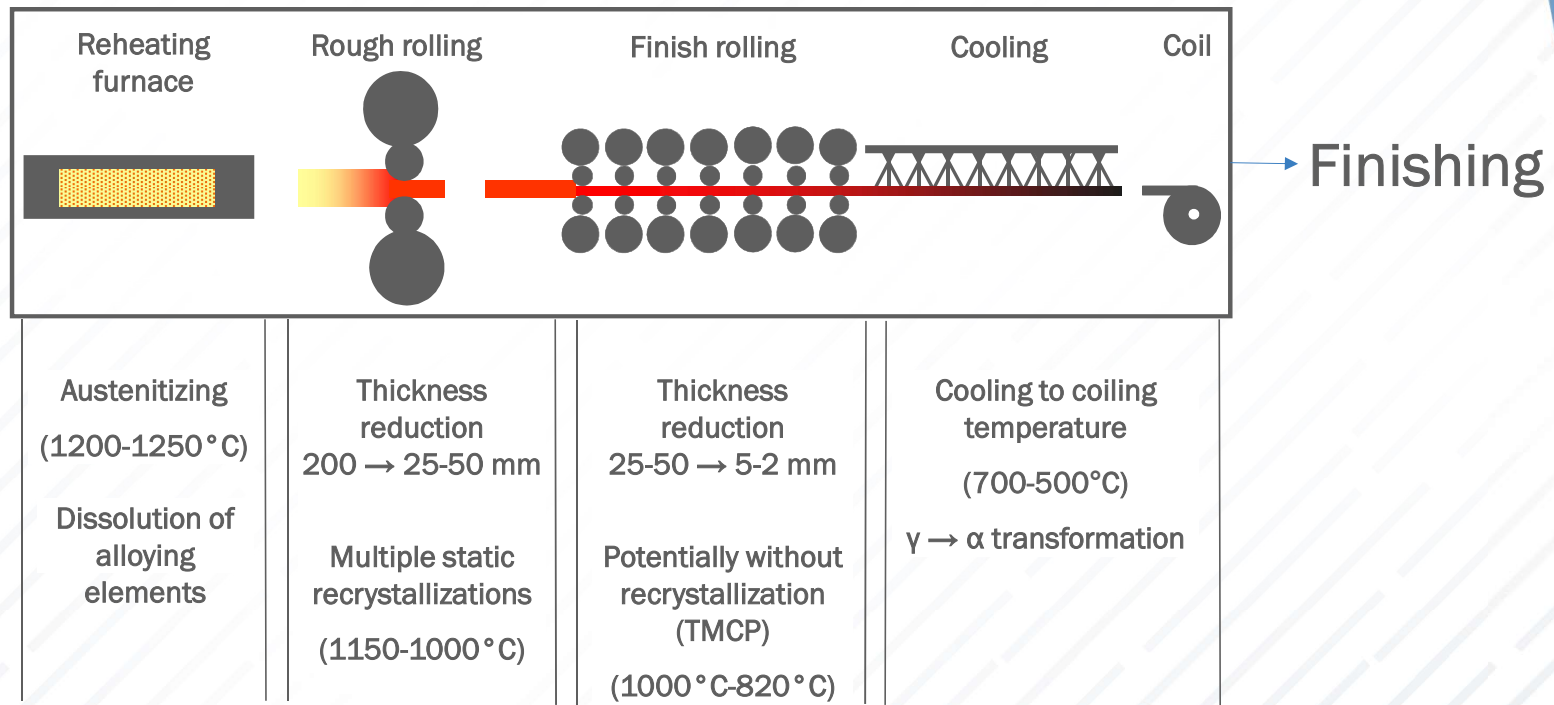 Reheating
furnace
Rough rolling
Finish rolling
Cooling
Coil
Finishing
Austenitizing
(1200-1250°C)
Dissolution of
alloying
elements
Thickness
reduction
200 → 25-50 mm
Multiple static
recrystallizations
(1150-1000°C)
Thickness
reduction
25-50 → 5-2 mm
Potentially without
recrystallization
(TMCP)
(1000°C-820°C)
Cooling to coiling
temperature
(700-500°C)
γ → α transformation